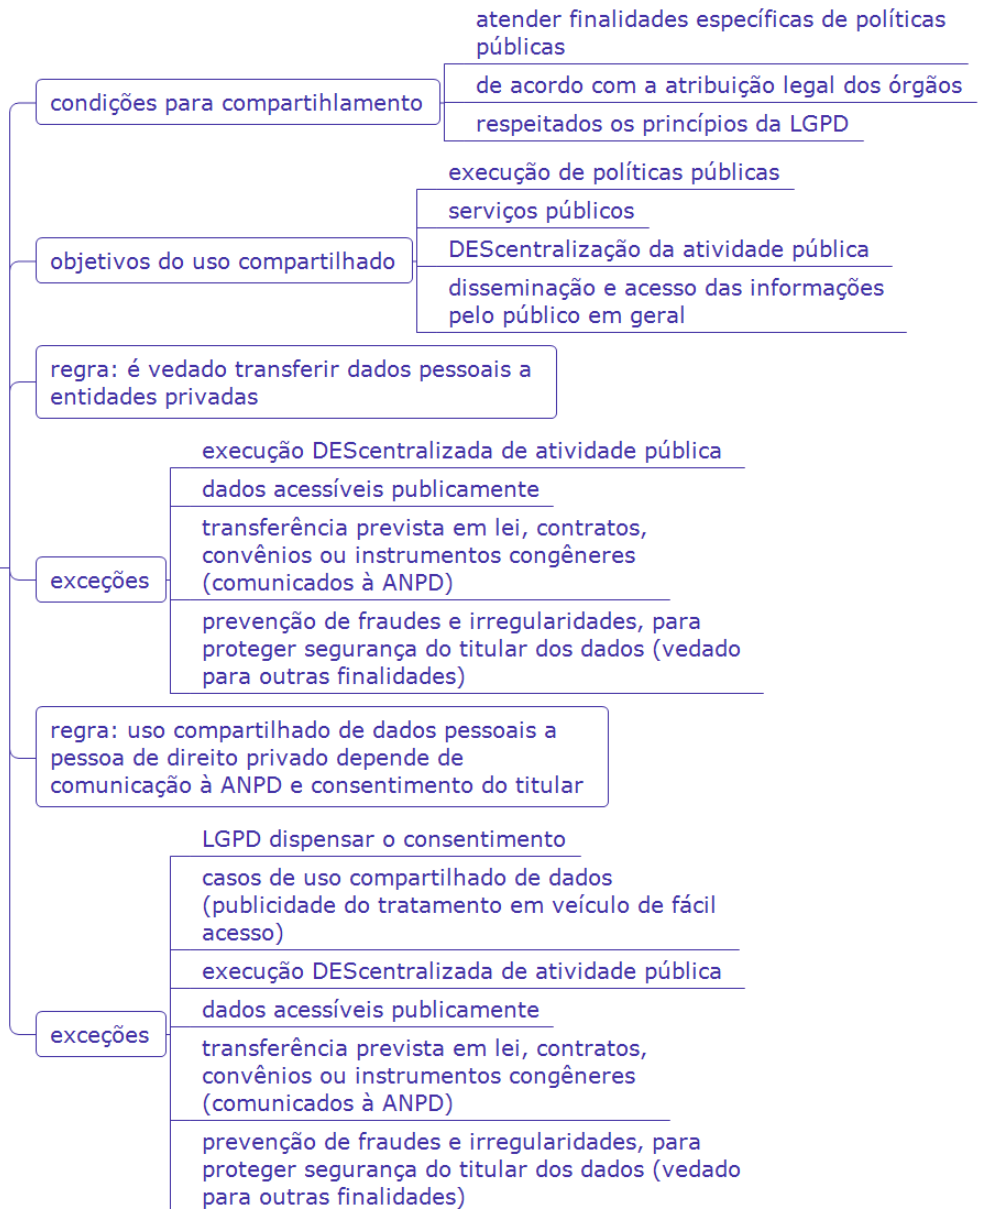 atender finalidades específicas de políticas
públicas
condições para compartihlamento
de acordo com a atribuição legal dos órgãos
respeitados os princípios da LGPD
execução de políticas públicas
serviços públicos
objetivos do uso compartilhado
DEScentralização da atividade pública
disseminação e acesso das informações
pelo público em geral
regra: é vedado transferir dados pessoais a
entidades privadas
execução DEScentralizada de atividade pública
dados acessíveis publicamente
transferência prevista em lei, contratos,
convênios ou instrumentos congêneres
(comunicados à ANPD)
exceções
prevenção de fraudes e irregularidades, para
proteger segurança do titular dos dados (vedado
para outras finalidades)
regra: uso compartilhado de dados pessoais a
pessoa de direito privado depende de
comunicação à ANPD e consentimento do titular
LGPD dispensar o consentimento
casos de uso compartilhado de dados
(publicidade do tratamento em veículo de fácil
acesso)
execução DEScentralizada de atividade pública
dados acessíveis publicamente
exceções
transferência prevista em lei, contratos,
convênios ou instrumentos congêneres
(comunicados à ANPD)
prevenção de fraudes e irregularidades, para
proteger segurança do titular dos dados (vedado
para outras finalidades)